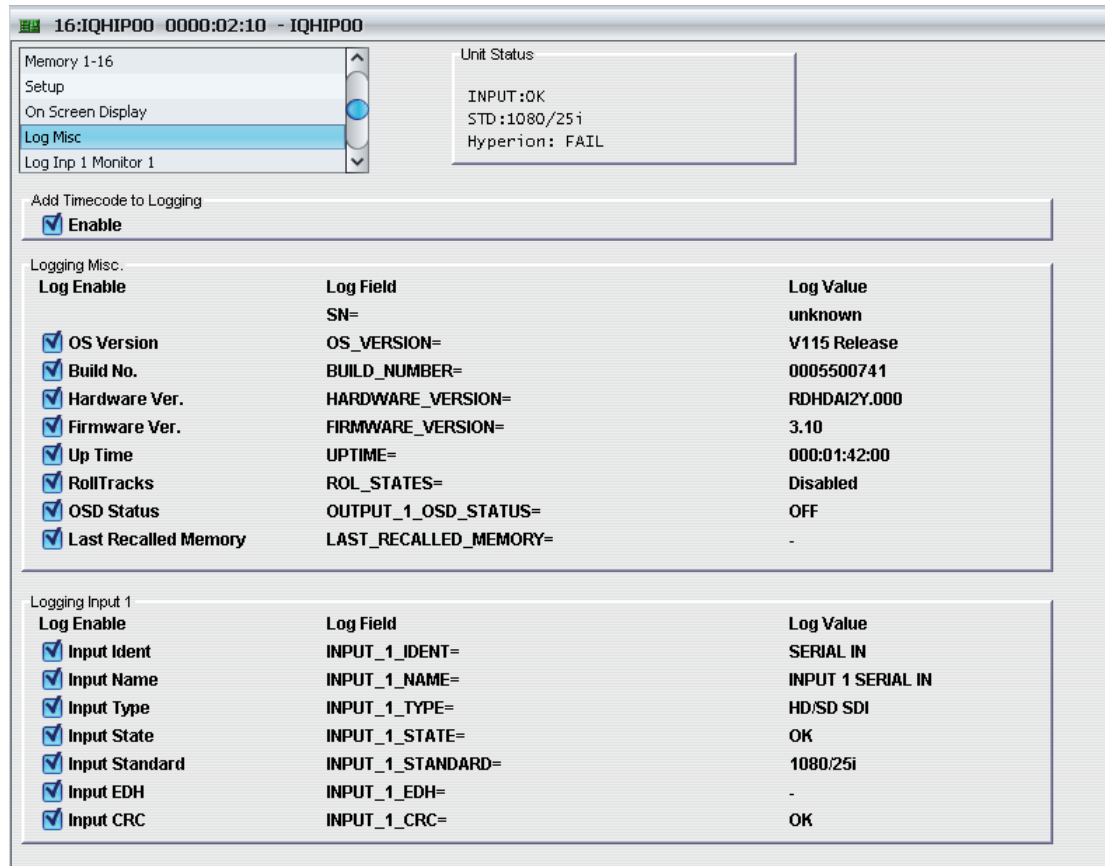 16:IQHIP00 0000:02:10 - IQHIP00
Memory 1-16
Setup
On Screen Display
Log Misc
Log Inp 1 Monitor 1
Unit Status
INPUT:OK
STD:1080/25i
Hyperion: FAIL
Add Timecode to Logging
Enable
Logging Misc.
Log Enable Log Field Log Value
SN= unknown
OS Version OS_VERSION= V115 Release
Build No. BUILD_NUMBER= 0005500741
Hardware Ver. HARDWARE_VERSION= RDHDAI2Y.000
Firmware Ver. FIRMWARE_VERSION= 3.10
Up Time UPTIME= 000:01:42:00
RollTracks ROL_STATES= Disabled
OSD Status OUTPUT_1_OSD_STATUS= OFF
Last Recalled Memory LAST_RECALLED_MEMORY= -
Logging Input 1
Log Enable Log Field Log Value
Input Ident INPUT_1_IDENT= SERIAL IN
Input Name INPUT_1_NAME= INPUT 1 SERIAL IN
Input Type INPUT_1_TYPE= HD/SD SDI
Input State INPUT_1_STATE= OK
Input Standard INPUT_1_STANDARD= 1080/25i
Input EDH INPUT_1_EDH= -
Input CRC INPUT_1_CRC= OK